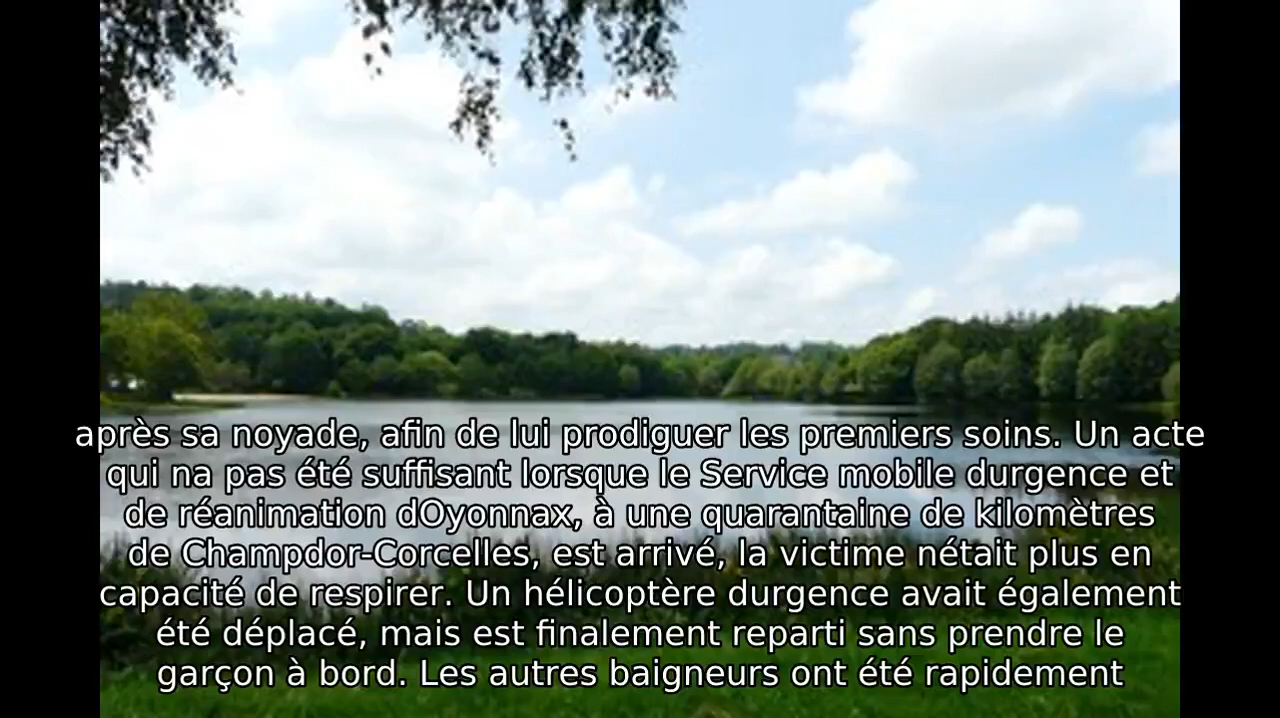 après sa noyade, afin de lui prodiguer les premiers soins. Un acte
qui na pas été suffisant lorsque le Service mobile durgence et
de réanimation dOyonnax, à une quarantaine de kilomètres
de Champdor-Corcelles, est arrivé, la victime nétait plus en
capacité de respirer. Un hélicoptère durgence avait également
été déplacé, mais est finalement reparti sans prendre le
garçon à bord. Les autres baigneurs ont été rapidement